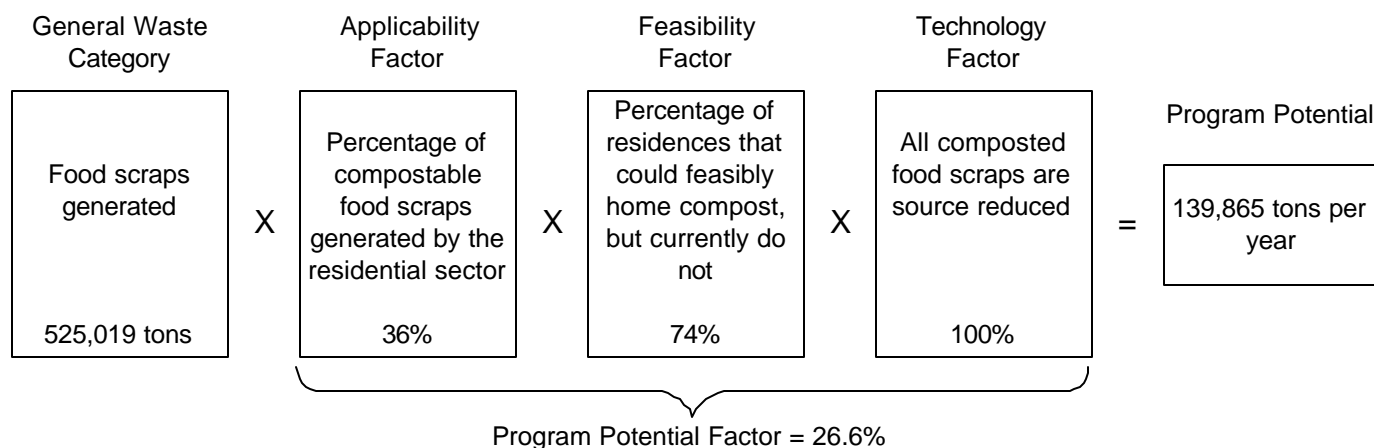 General Waste
Category
Applicability
Factor
Feasibility
Factor
Technology
Factor
Program Potential
Food scraps
generated
525,019 tons
X
Percentage of
compostable
food scraps
generated by the
residential sector
36%
X
Percentage of
residences that
could feasibly
home compost,
but currently do
not
74%
X
All composted
food scraps are
source reduced
100%
=
139,865 tons per
year
Program Potential Factor = 26.6%